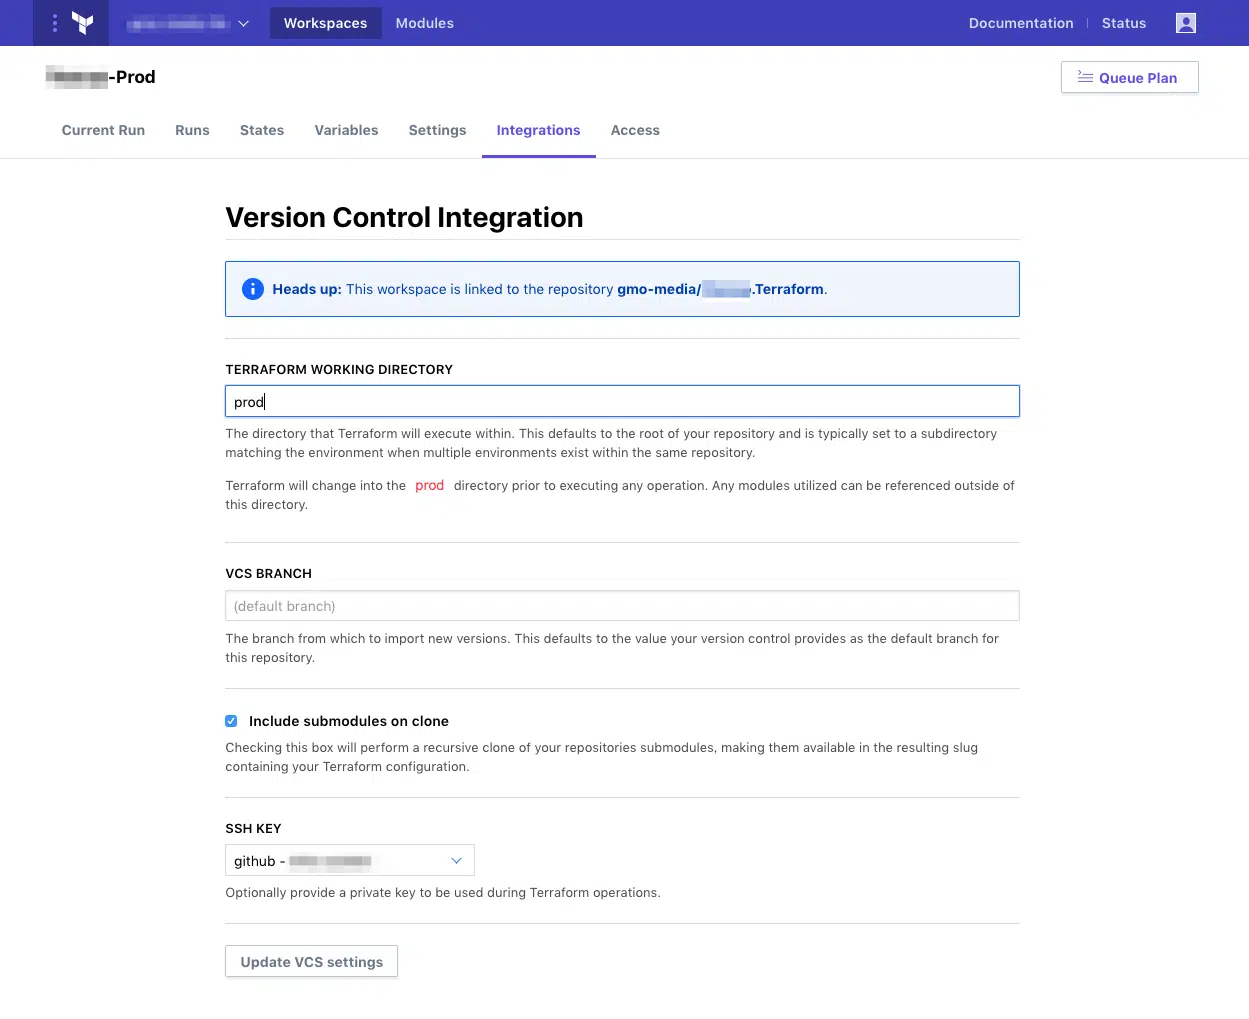 Workspaces Modules Documentation Status
-Prod
Queue Plan
Current Run Runs States Variables Settings Integrations Access
Version Control Integration
Heads up: This workspace is linked to the repository gmo-media/ .Terraform.
TERRAFORM WORKING DIRECTORY
prod
The directory that Terraform will execute within. This defaults to the root of your repository and is typically set to a subdirectory
matching the environment when multiple environments exist within the same repository.
Terraform will change into the prod directory prior to executing any operation. Any modules utilized can be referenced outside of
this directory.
VCS BRANCH
(default branch)
The branch from which to import new versions. This defaults to the value your version control provides as the default branch for
this repository.
Include submodules on clone
Checking this box will perform a recursive clone of your repositories submodules, making them available in the resulting slug
containing your Terraform configuration.
SSH KEY
github -
Optionally provide a private key to be used during Terraform operations.
Update VCS settings